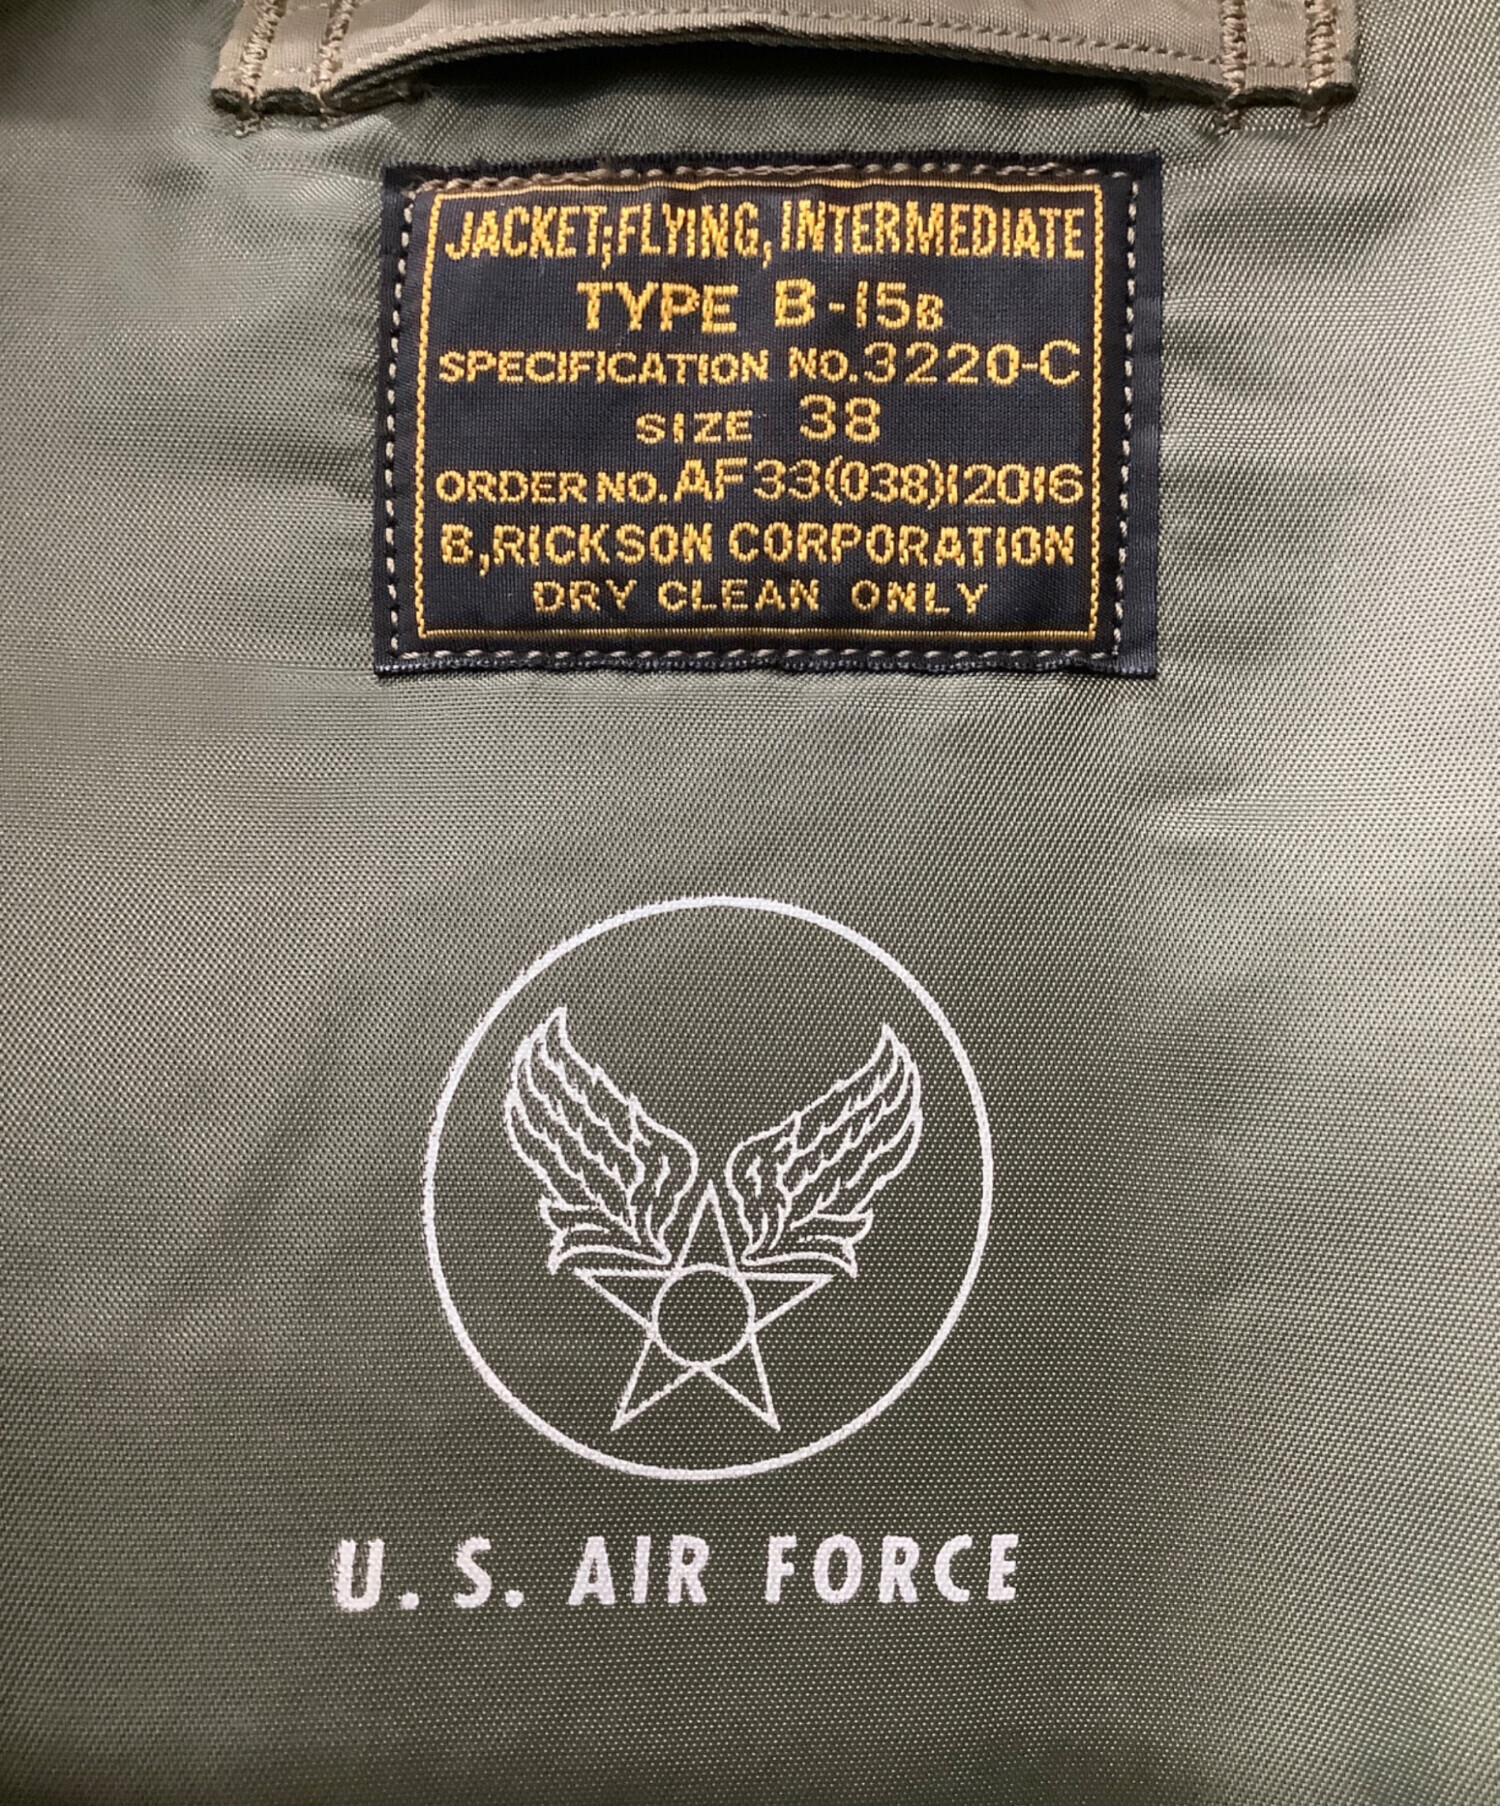 JACKET;FLYING, INTERMEDIATE
TYPE B-15B
SPECIFICATION NO.3220-C
SIZE 38
ORDER NO. AF33(038)12016
B,RICKSON CORPORATION
DRY CLEAN ONLY
U. S. AIR FORCE